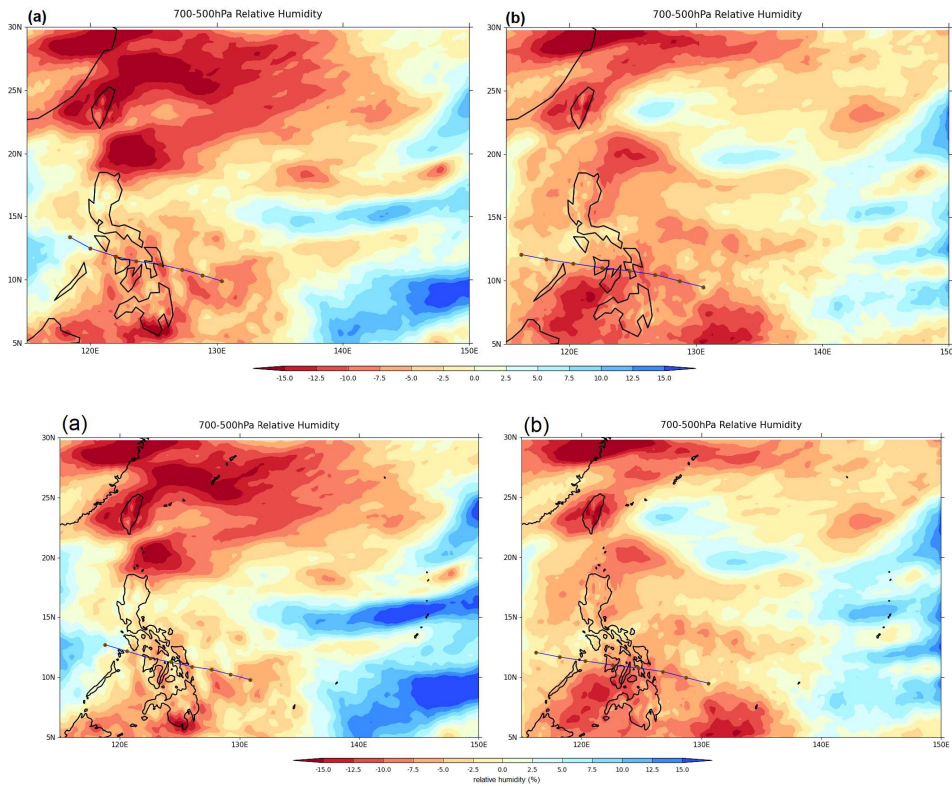 (a)
700-500hPa Relative Humidity
30N
25N
20N
15N
10N
5N
120E
130E
140E
150E
(b)
700-500hPa Relative Humidity
30N
25N
20N
15N
10N
5N
120E
130E
140E
150E
-15.0 -12.5 -10.0 -7.5 -5.0 -2.5 0.0 2.5 5.0 7.5 10.0 12.5 15.0
(a)
700-500hPa Relative Humidity
30N
25N
20N
15N
10N
5N
120E
130E
140E
150E
(b)
700-500hPa Relative Humidity
30N
25N
20N
15N
10N
5N
120E
130E
140E
150E
-15.0 -12.5 -10.0 -7.5 -5.0 -2.5 0.0 2.5 5.0 7.5 10.0 12.5 15.0
relative humidity (%)